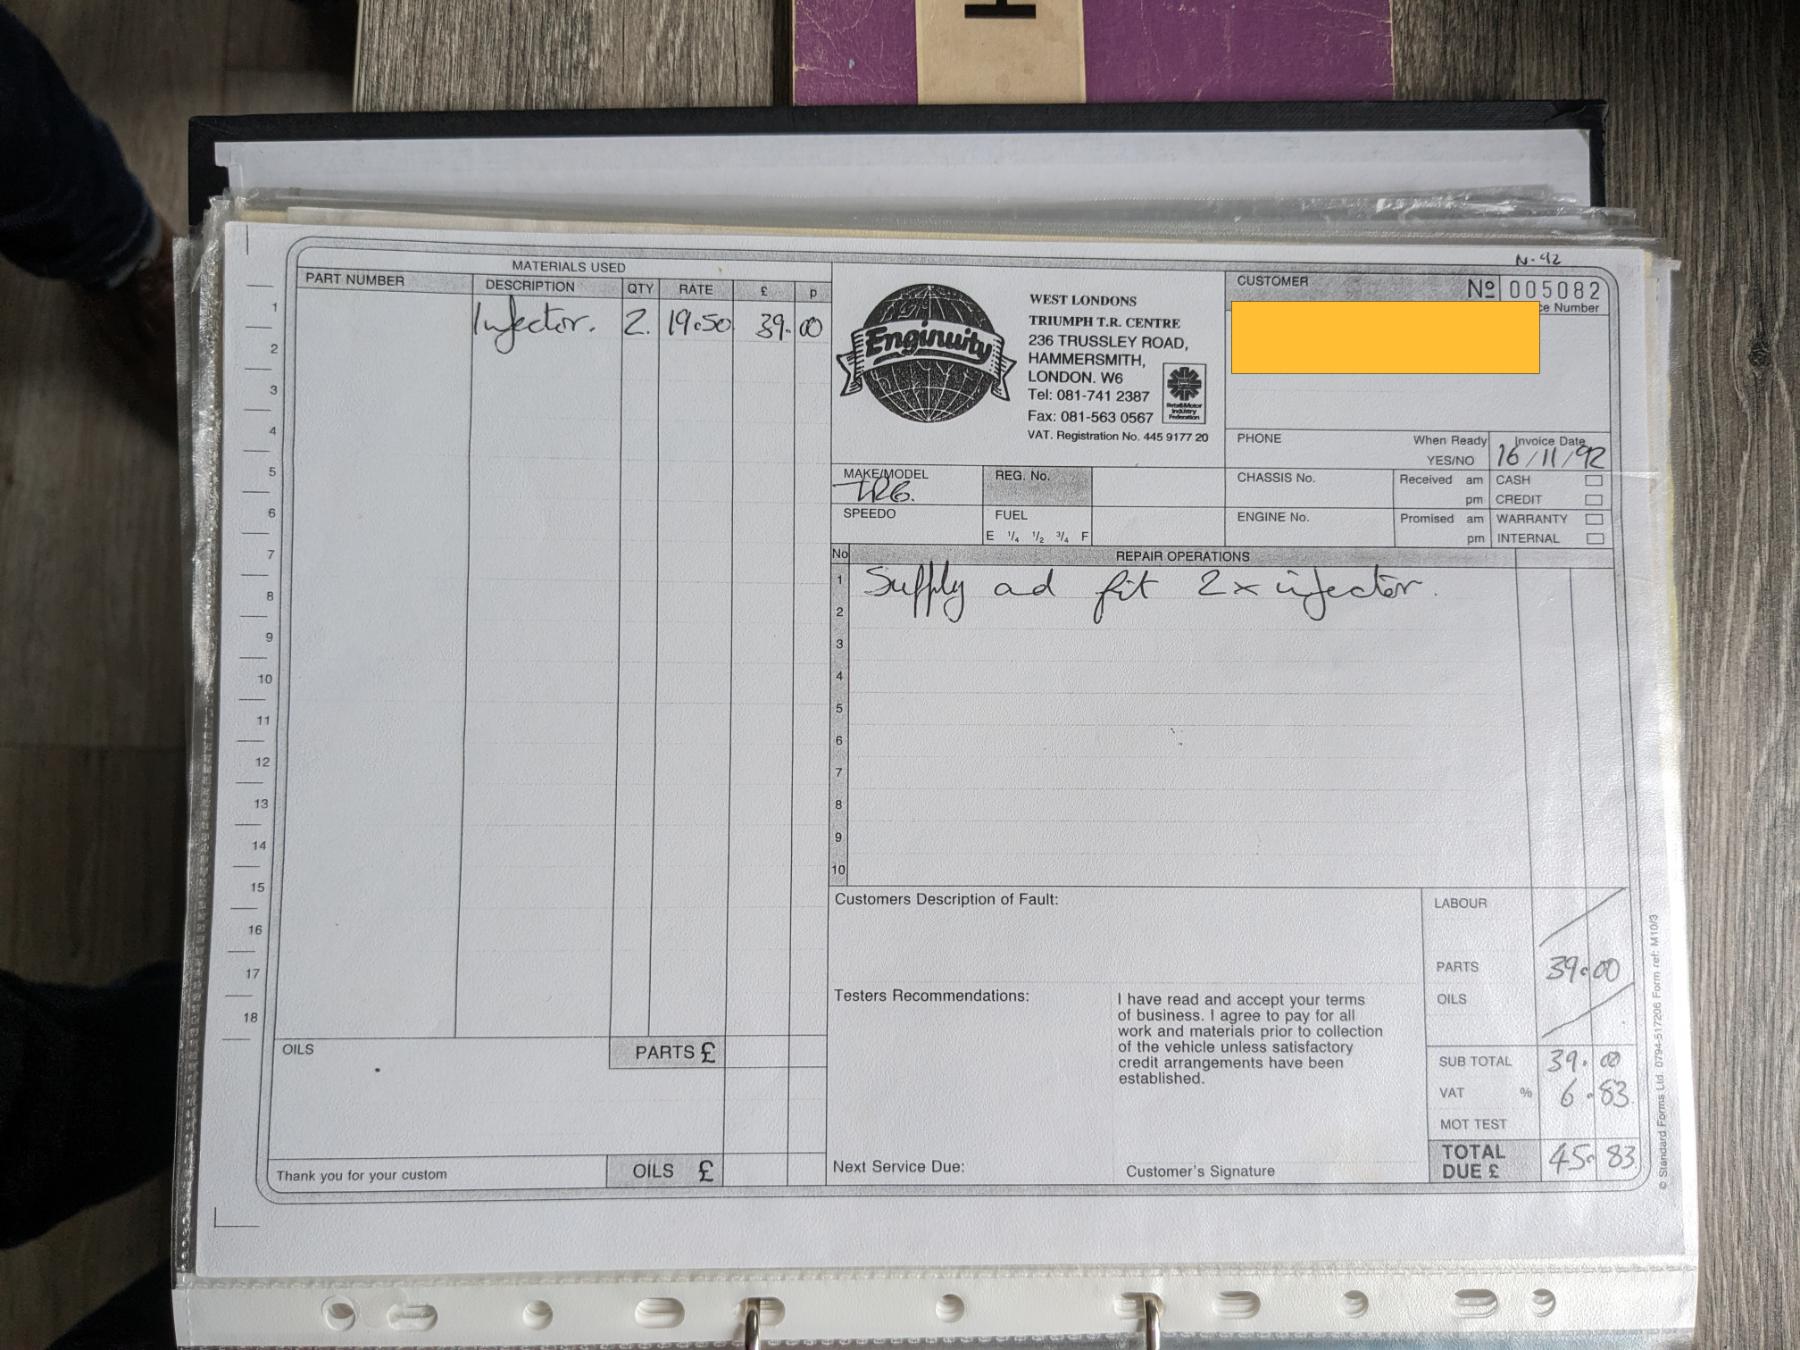 H
N-92
MATERIALS USED
PART NUMBER DESCRIPTION QTY RATE £ p
1 Injector. 2. 19.50 39.00
2
3
4
5
6
7
8
9
10
11
12
13
14
15
16
17
18
OILS PARTS £
Thank you for your custom OILS £
Enginuity
WEST LONDONS
TRIUMPH T.R. CENTRE
236 TRUSSLEY ROAD,
HAMMERSMITH,
LONDON. W6
Tel: 081-741 2387
Fax: 081-563 0567
VAT. Registration No. 445 9177 20
Retail Motor
Industry
Federation
CUSTOMER Nº 005082
ce Number
PHONE When Ready Invoice Date
YES/NO 16/11/92
MAKE/MODEL REG. No. CHASSIS No. Received am CASH
TR6. pm CREDIT
SPEEDO FUEL ENGINE No. Promised am WARRANTY
E 1/4 1/2 3/4 F pm INTERNAL
No REPAIR OPERATIONS
1 Supply ad fit 2x injector.
2
3
4
5
6
7
8
9
10
Customers Description of Fault: LABOUR
PARTS 39.00
Testers Recommendations: OILS
I have read and accept your terms
of business. I agree to pay for all
work and materials prior to collection
of the vehicle unless satisfactory
credit arrangements have been
established.
SUB TOTAL 39.00
VAT % 6.83
MOT TEST
TOTAL
DUE £ 45.83
Next Service Due: Customer's Signature
© Standard Forms Ltd. 0794-517206 Form ref: M10/3